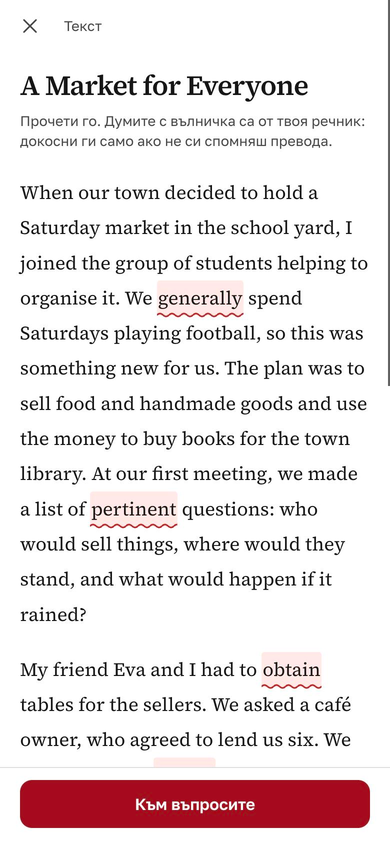 Текст
A Market for Everyone
Прочети го. Думите с вълничка са от твоя речник:
докосни ги само ако не си спомняш превода.
When our town decided to hold a
Saturday market in the school yard, I
joined the group of students helping to
organise it. We generally spend
Saturdays playing football, so this was
something new for us. The plan was to
sell food and handmade goods and use
the money to buy books for the town
library. At our first meeting, we made
a list of pertinent questions: who
would sell things, where would they
stand, and what would happen if it
rained?
My friend Eva and I had to obtain
tables for the sellers. We asked a café
owner, who agreed to lend us six. We
Към въпросите